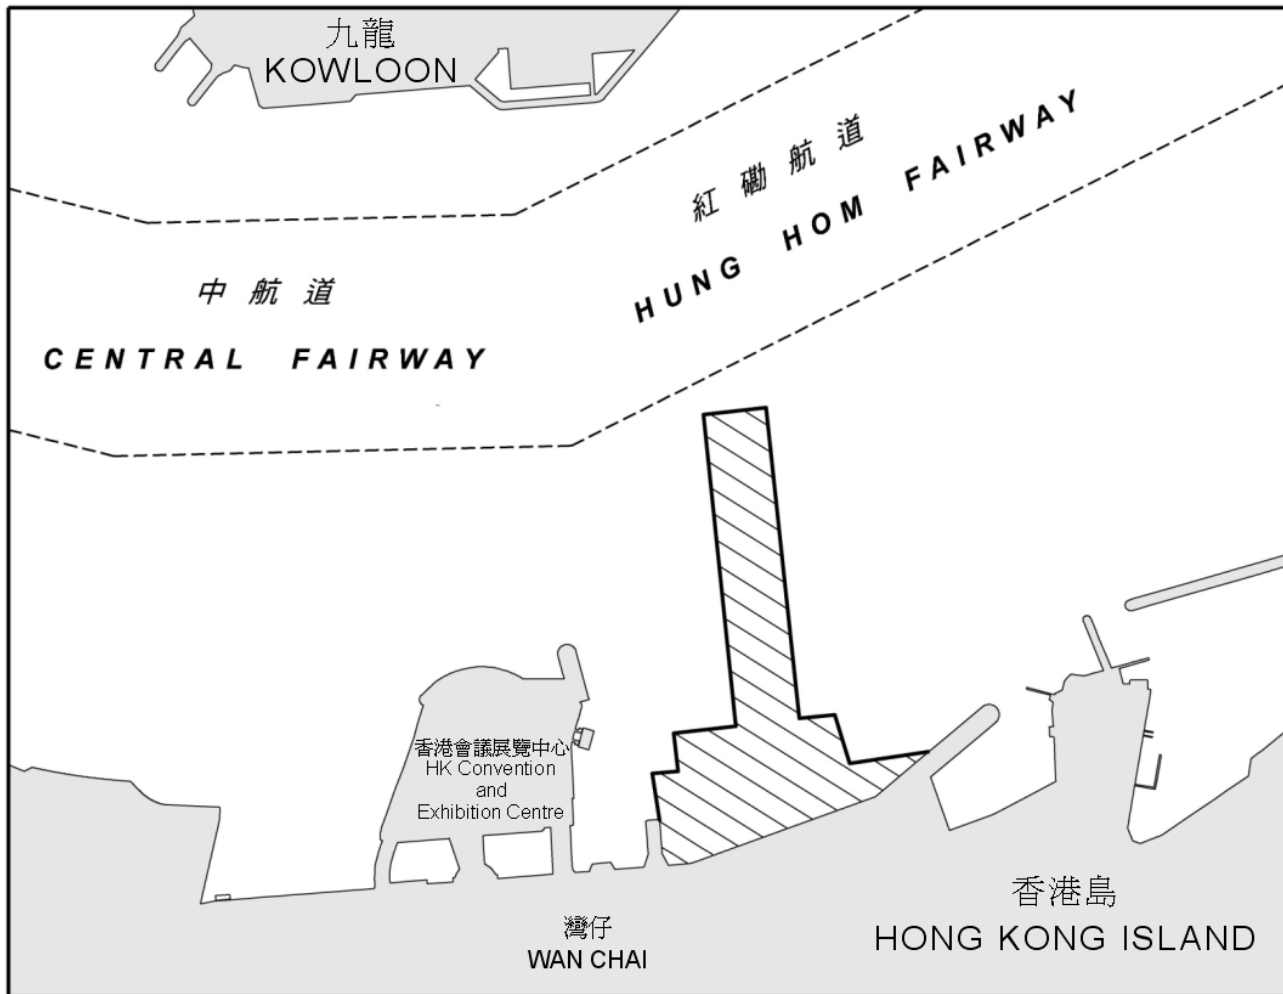 九龍
KOWLOON
紅磡航道
HUNG HOM FAIRWAY
中航道
CENTRAL FAIRWAY
香港會議展覽中心
HK Convention
and
Exhibition Centre
灣仔
WAN CHAI
香港島
HONG KONG ISLAND